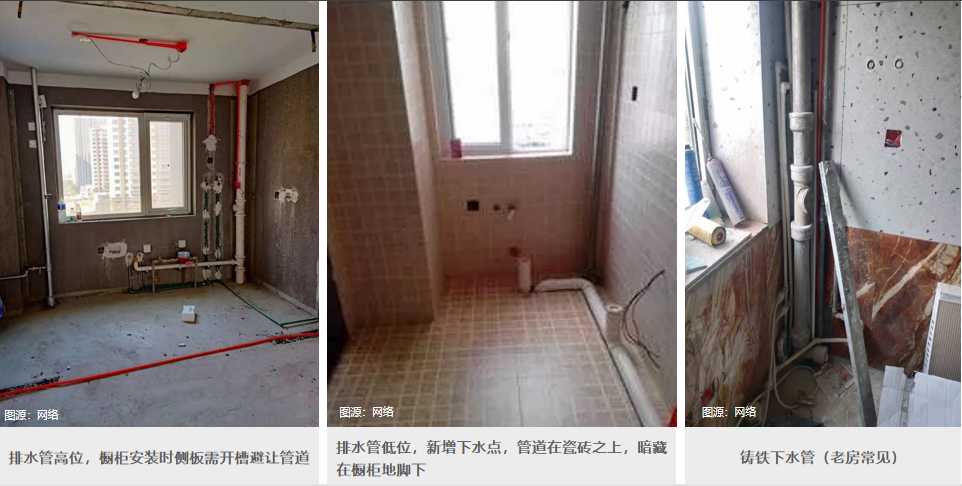 图源：网络
图源：网络
图源：网络
排水管高位，橱柜安装时侧板需开槽避让管道
排水管低位，新增下水点，管道在瓷砖之上，暗藏
在橱柜地脚下
铸铁下水管（老房常见）